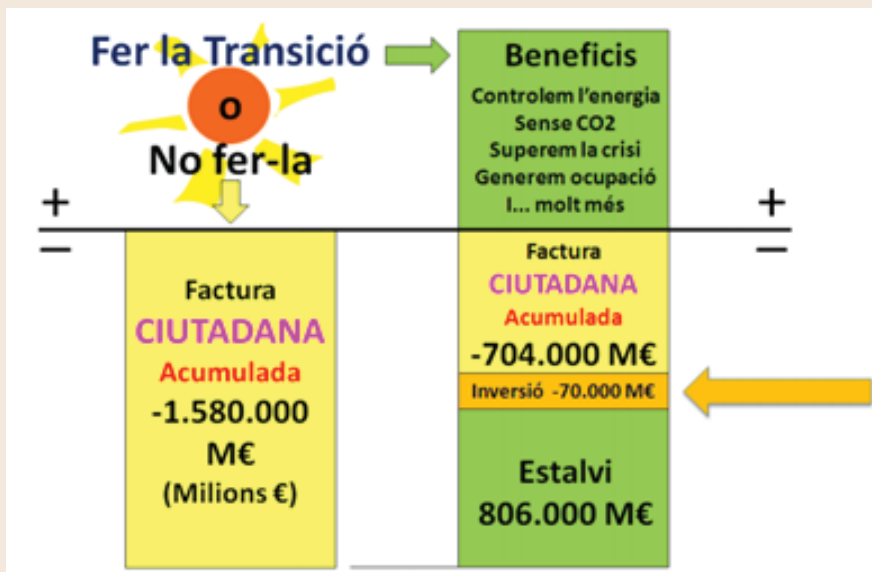 Fer la Transició
o
No fer-la
+
−
Factura
CIUTADANA
Acumulada
-1.580.000
M€
(Milions €)
Beneficis
Controlem l'energia
Sense CO2
Superem la crisi
Generem ocupació
I... molt més
+
−
Factura
CIUTADANA
Acumulada
-704.000 M€
Inversió -70.000 M€
Estalvi
806.000 M€